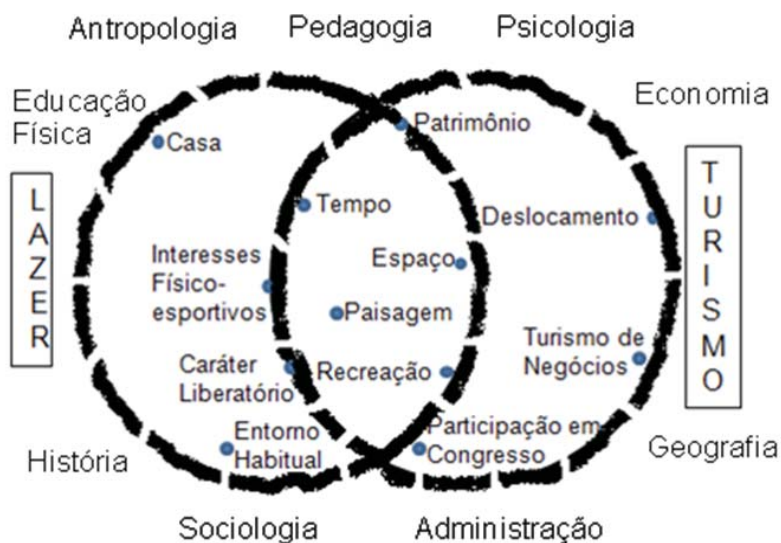 Antropologia
Pedagogia
Psicologia
Educação
Física
Economia
Casa
Patrimônio
LAZER
TURISMO
Tempo
Deslocamento
Interesses
Físico-
esportivos
Espaço
Paisagem
Turismo de
Negócios
Caráter
Liberatório
Recreação
Entorno
Habitual
Participação em
Congresso
História
Geografia
Sociologia
Administração